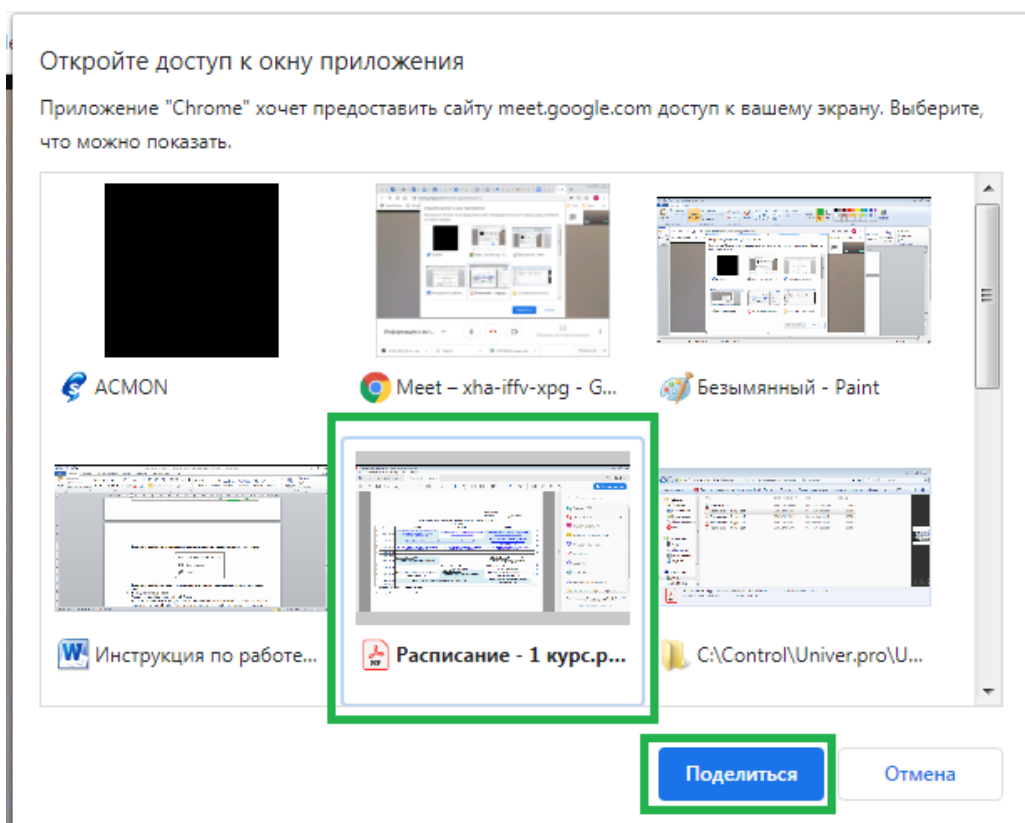 Откройте доступ к окну приложения
Приложение "Chrome" хочет предоставить сайту meet.google.com доступ к вашему экрану. Выберите,
что можно показать.
ACMON
Meet – xha-iffv-xpg - G...
Безымянный - Paint
Инструкция по работе...
Расписание - 1 курс.p...
C:\Control\Univer.pro\U...
Поделиться
Отмена